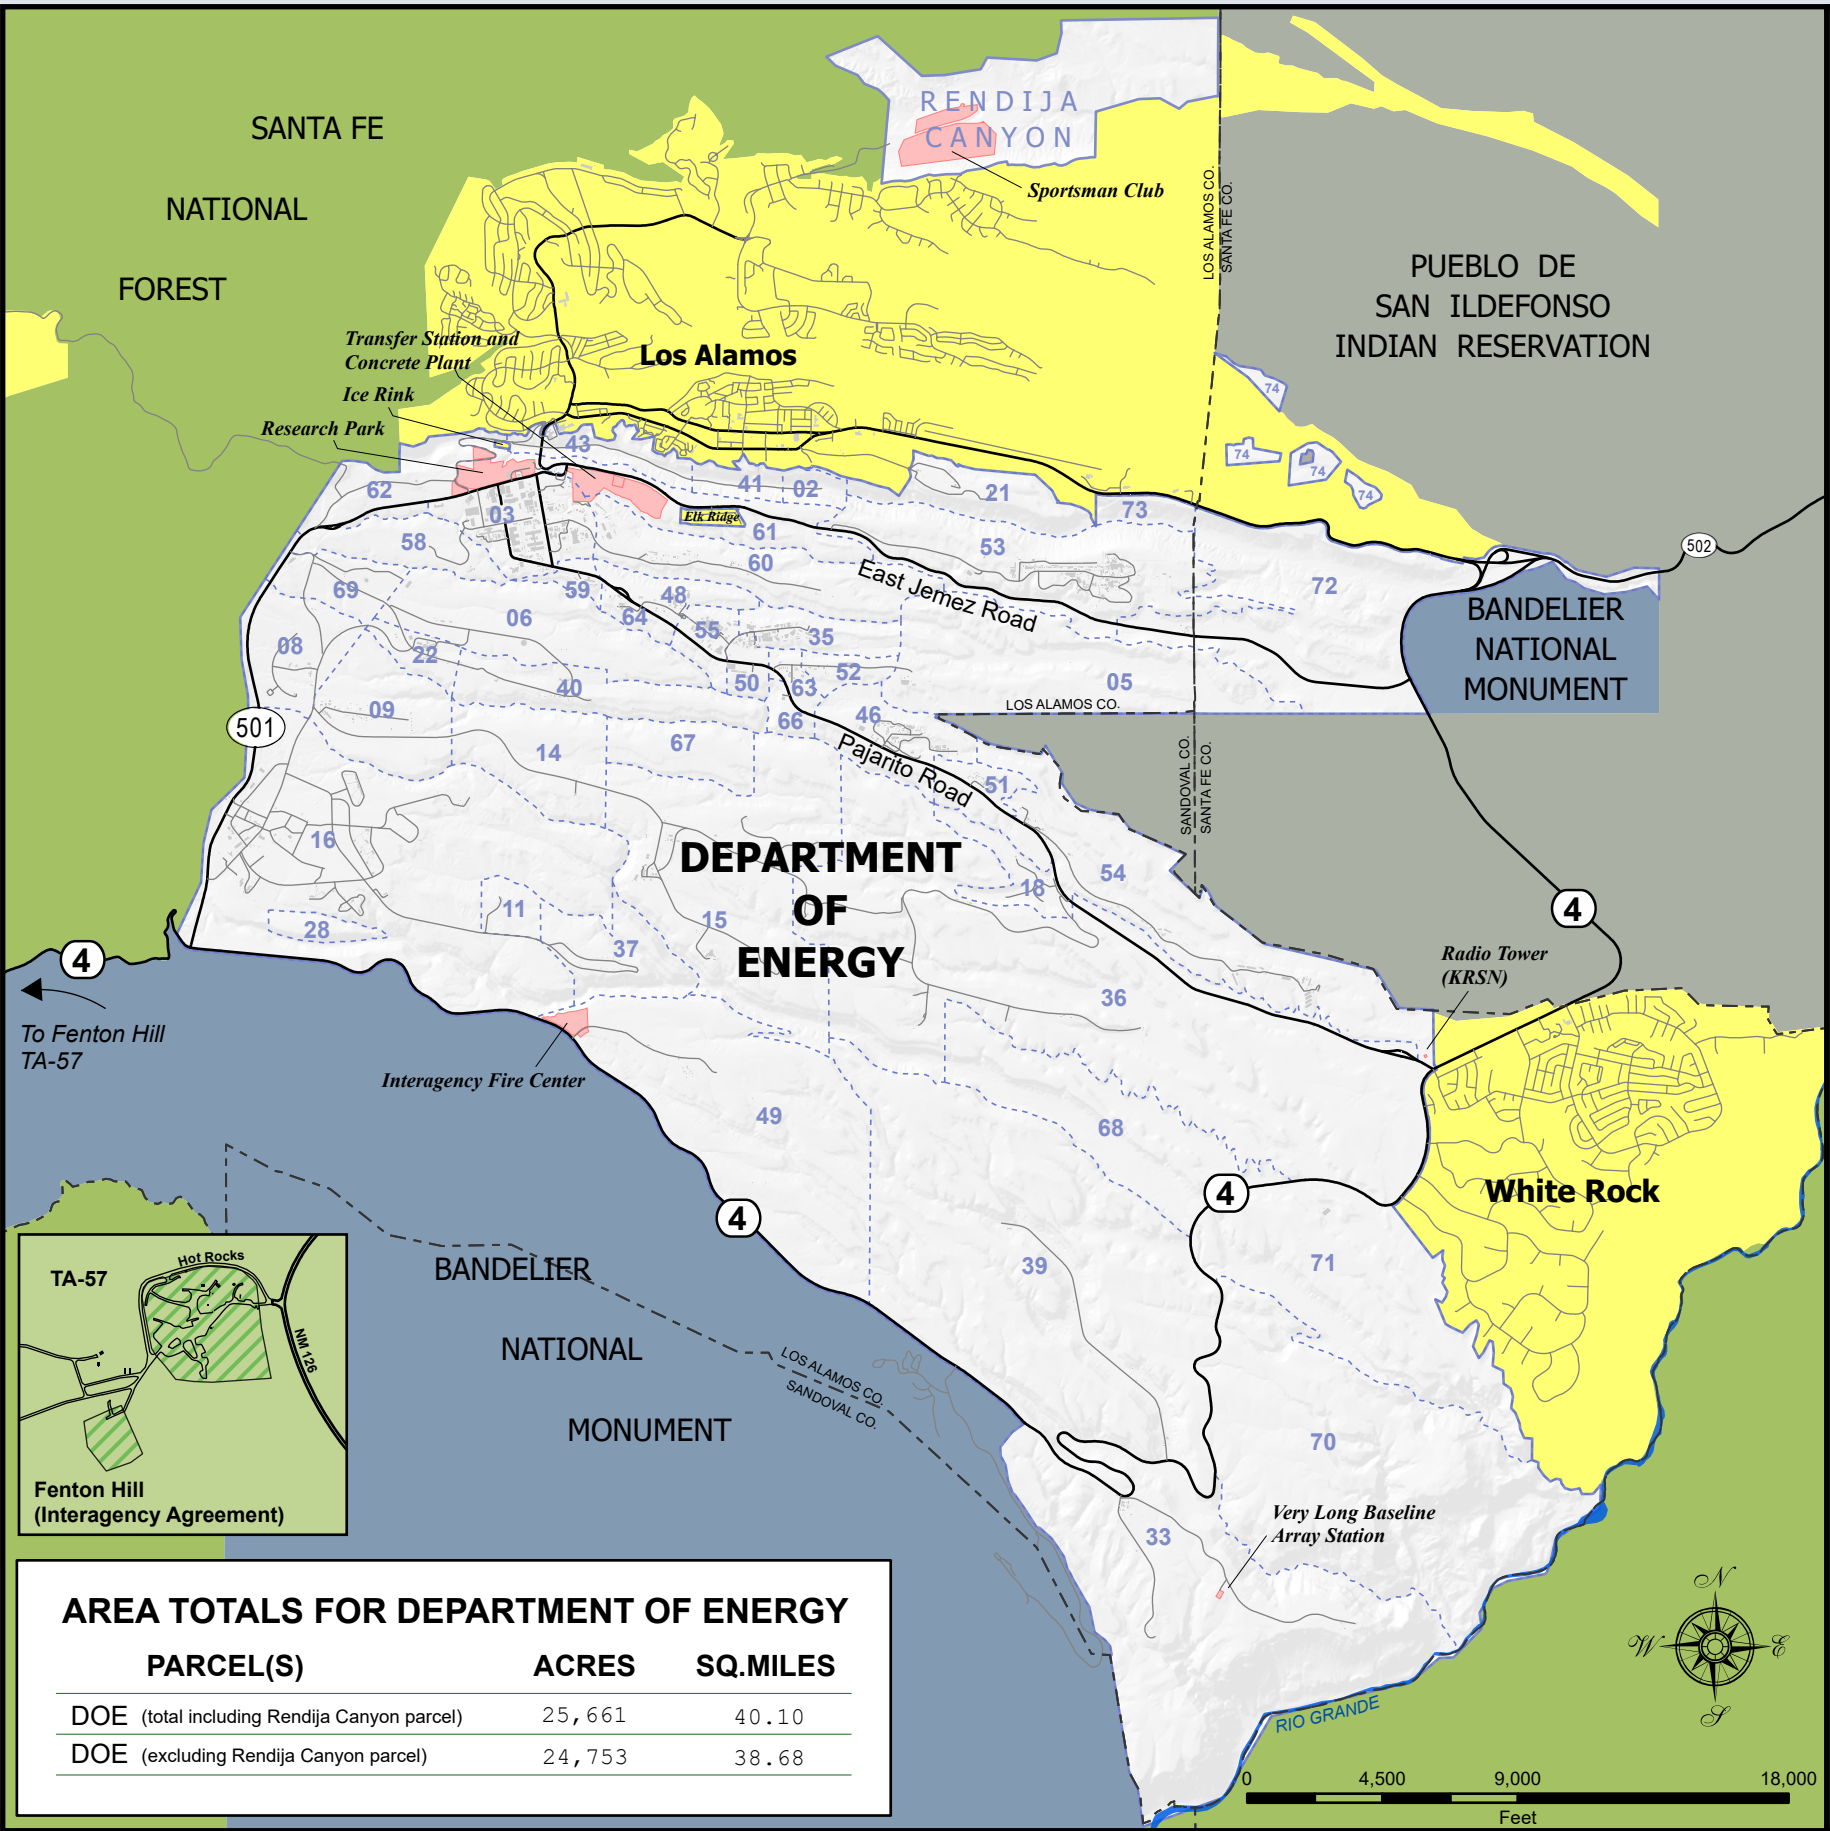 RENDIJA
CANYON
Sportsman Club
SANTA FE
NATIONAL
FOREST
LOS ALAMOS CO.
SANTA FE CO.
PUEBLO DE
SAN ILDEFONSO
INDIAN RESERVATION
Transfer Station and
Concrete Plant
Ice Rink
Research Park
Los Alamos
74
74
74
74
43
62
41
02
21
73
03
Elk Ridge
61
53
58
60
72
502
East Jemez Road
69
59
48
06
64
55
35
08
22
52
40
50
63
05
09
66
46
LOS ALAMOS CO.
BANDELIER
NATIONAL
MONUMENT
501
14
67
Pajarito Road
51
SANDOVAL CO.
SANTA FE CO.
16
DEPARTMENT
OF
ENERGY
54
18
11
15
28
37
4
4
To Fenton Hill
TA-57
36
Radio Tower
(KRSN)
Interagency Fire Center
49
68
4
4
White Rock
39
71
BANDELIER
NATIONAL
MONUMENT
LOS ALAMOS CO.
SANDOVAL CO.
70
33
Very Long Baseline
Array Station
TA-57
Hot Rocks
NM 126
Fenton Hill
(Interagency Agreement)
AREA TOTALS FOR DEPARTMENT OF ENERGY
PARCEL(S) ACRES SQ.MILES
DOE (total including Rendija Canyon parcel) 25,661 40.10
DOE (excluding Rendija Canyon parcel) 24,753 38.68
RIO GRANDE
N
W E
S
0 4,500 9,000 18,000
Feet